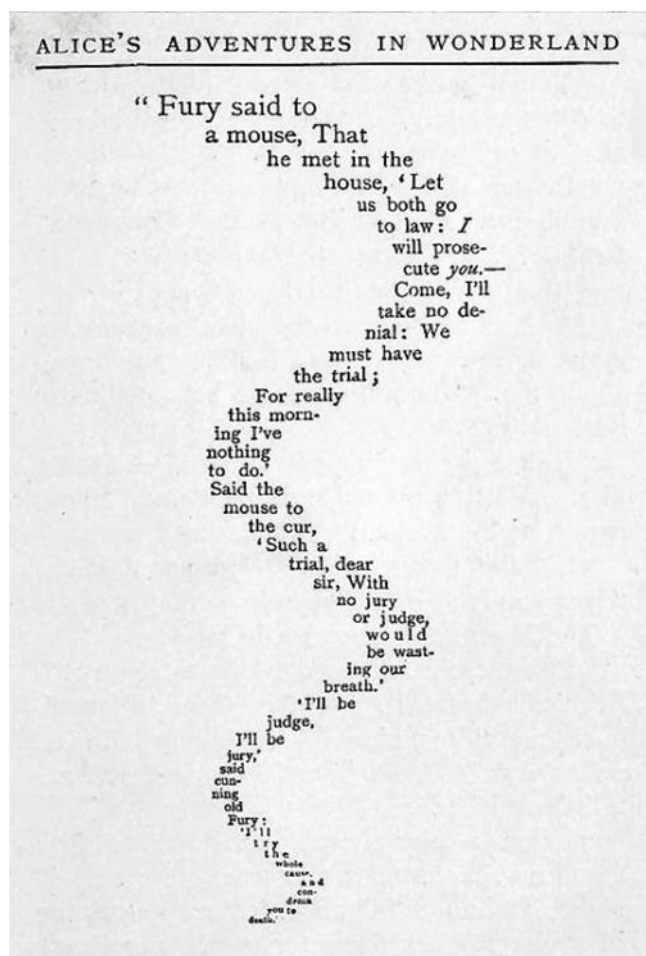 ALICE'S ADVENTURES IN WONDERLAND
“ Fury said to
a mouse, That
he met in the
house, ‘ Let
us both go
to law : I
will prose-
cute you.—
Come, I'll
take no de-
nial : We
must have
the trial ;
For really
this morn-
ing I've
nothing
to do.’
Said the
mouse to
the cur,
‘ Such a
trial, dear
sir, With
no jury
or judge,
would
be wast-
ing our
breath.’
‘I'll be
judge,
I'll be
jury,’
said
cun-
ning
old
Fury :
‘I'll
try
the
whole
cause,
and
con-
demn
you to
death.’